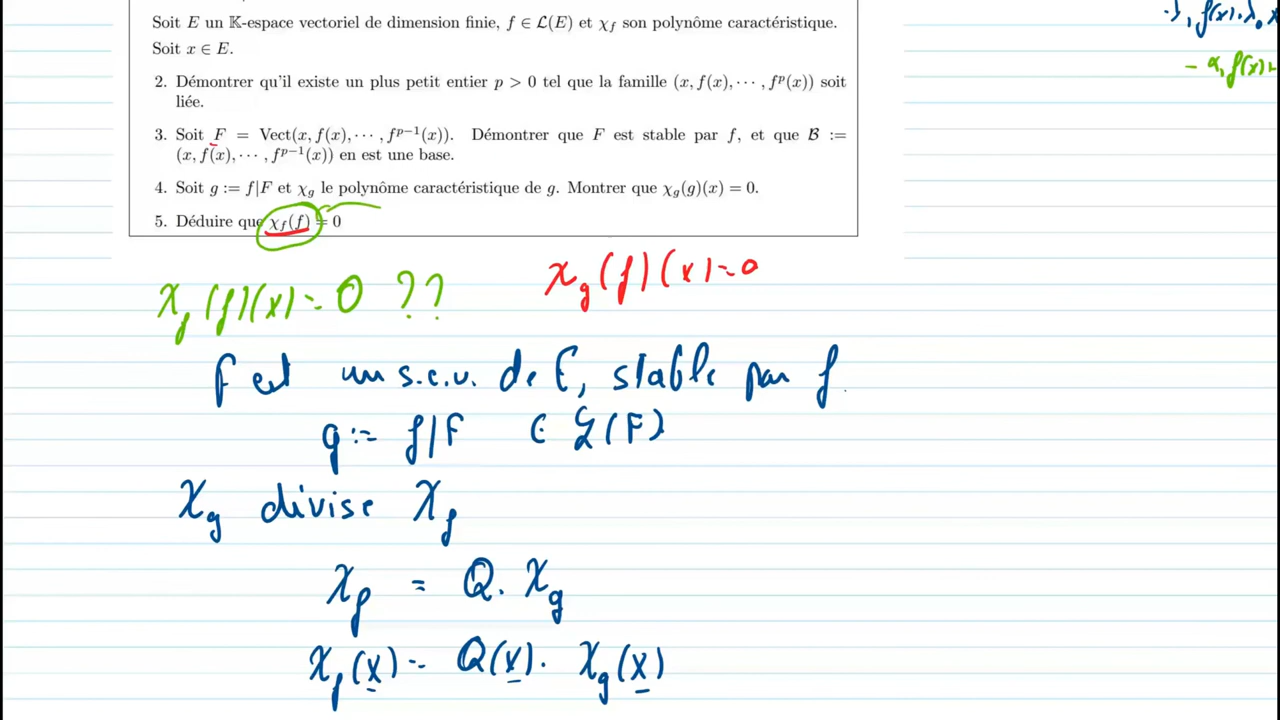 Soit E un 𝕂-espace vectoriel de dimension finie, f ∈ ℒ(E) et χ_f son polynôme caractéristique.
Soit x ∈ E.
2. Démontrer qu'il existe un plus petit entier p > 0 tel que la famille (x, f(x), ⋯ , f^p(x)) soit
liée.
3. Soit F = Vect(x, f(x), ⋯ , f^{p−1}(x)). Démontrer que F est stable par f, et que ℬ :=
(x, f(x), ⋯ , f^{p−1}(x)) en est une base.
4. Soit g := f|F et χ_g le polynôme caractéristique de g. Montrer que χ_g(g)(x) = 0.
5. Déduire que χ_f(f) = 0
χ_f(f)(x) = 0 ??
χ_g(f)(x) = 0
F est un s.e.v. de E, stable par f.
g := f|F ∈ ℒ(F)
χ_g divise χ_f
χ_f = Q. χ_g
χ_f(x) = Q(x). χ_g(x)